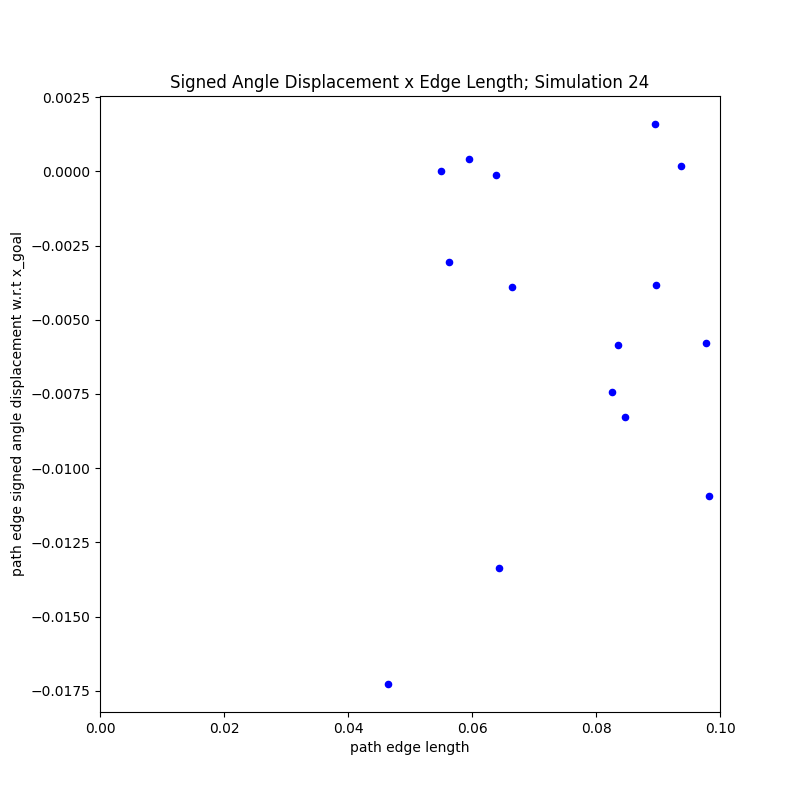 Signed Angle Displacement x Edge Length; Simulation 24
path edge signed angle displacement w.r.t x_goal
0.0025
0.0000
−0.0025
−0.0050
−0.0075
−0.0100
−0.0125
−0.0150
−0.0175
0.00 0.02 0.04 0.06 0.08 0.10
path edge length